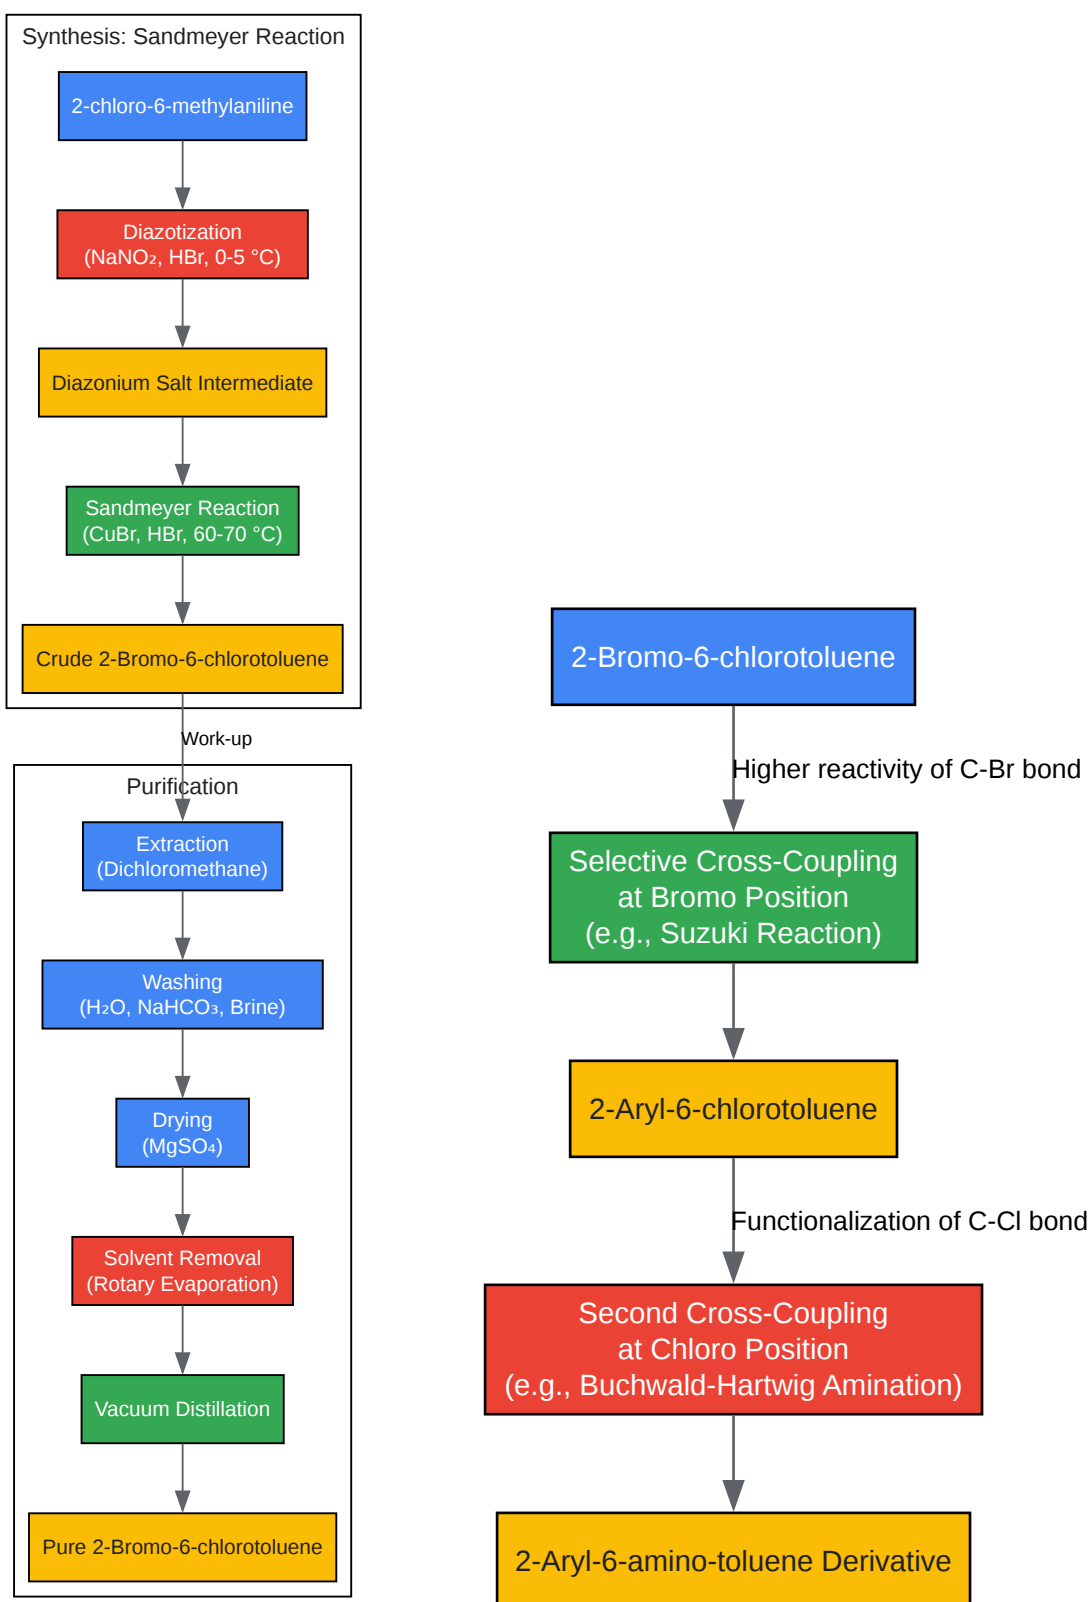 Synthesis: Sandmeyer Reaction
2-chloro-6-methylaniline
Diazotization
(NaNO₂, HBr, 0-5 °C)
Diazonium Salt Intermediate
Sandmeyer Reaction
(CuBr, HBr, 60-70 °C)
Crude 2-Bromo-6-chlorotoluene
Work-up
Purification
Extraction
(Dichloromethane)
Washing
(H₂O, NaHCO₃, Brine)
Drying
(MgSO₄)
Solvent Removal
(Rotary Evaporation)
Vacuum Distillation
Pure 2-Bromo-6-chlorotoluene
2-Bromo-6-chlorotoluene
Higher reactivity of C-Br bond
Selective Cross-Coupling
at Bromo Position
(e.g., Suzuki Reaction)
2-Aryl-6-chlorotoluene
Functionalization of C-Cl bond
Second Cross-Coupling
at Chloro Position
(e.g., Buchwald-Hartwig Amination)
2-Aryl-6-amino-toluene Derivative